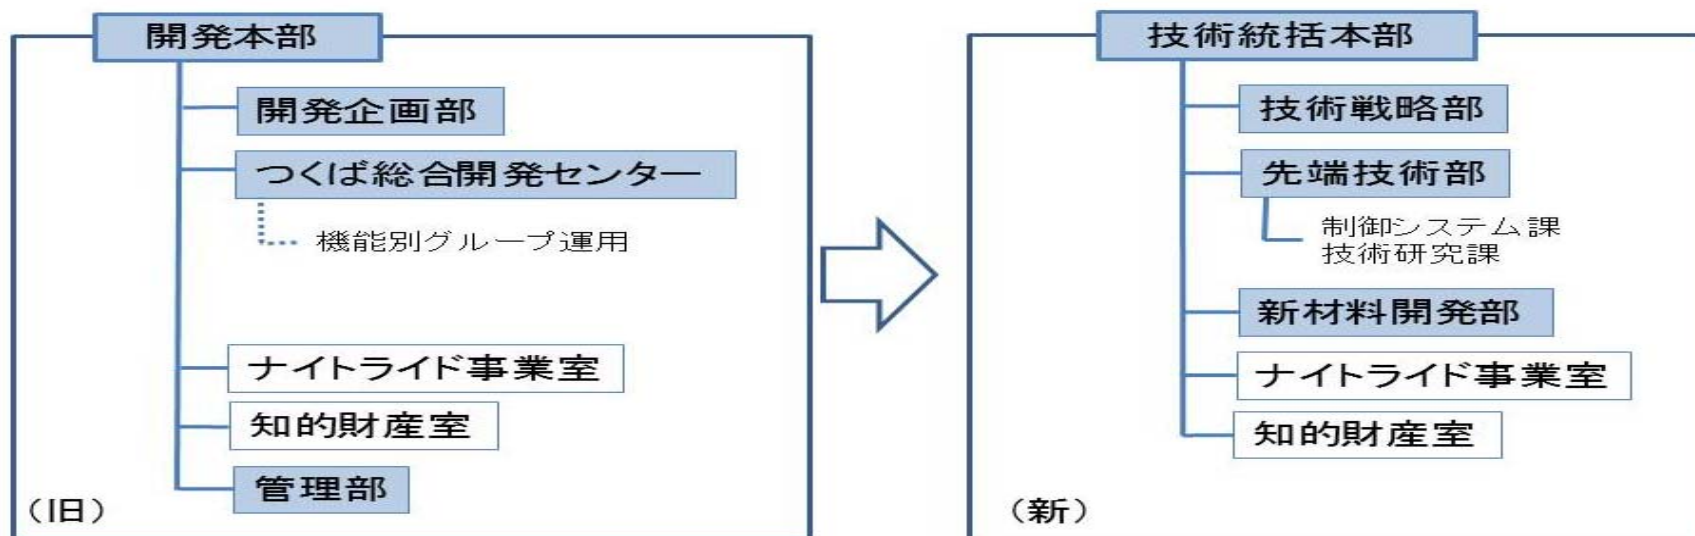 開発本部
開発企画部
つくば総合開発センター
機能別グループ運用
ナイトライド事業室
知的財産室
管理部
（旧）
技術統括本部
技術戦略部
先端技術部
制御システム課
技術研究課
新材料開発部
ナイトライド事業室
知的財産室
（新）